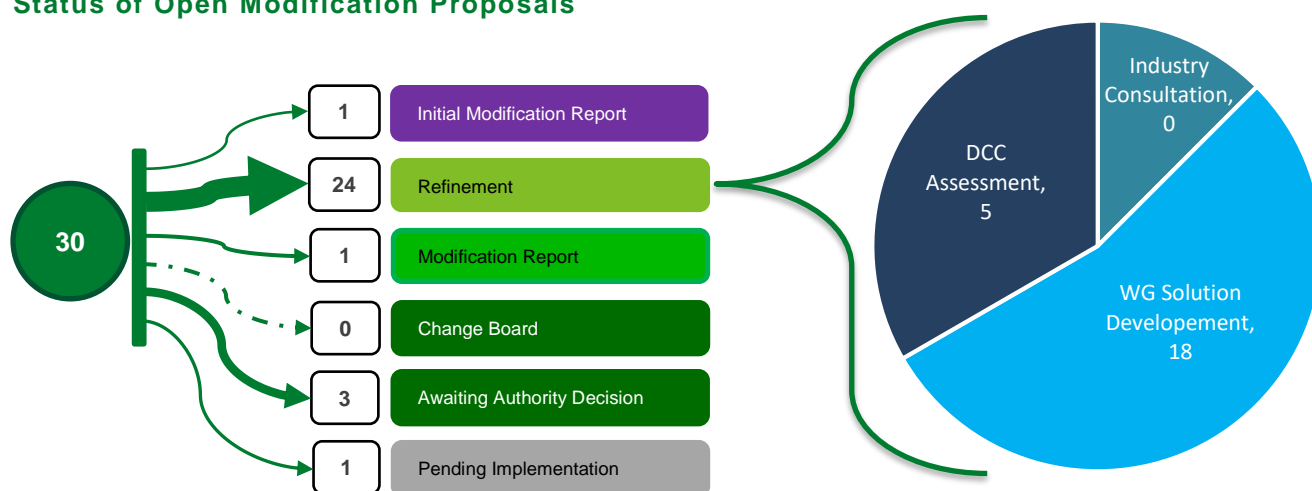 Status of Open Modification Proposals
30
1
Initial Modification Report
24
Refinement
1
Modification Report
0
Change Board
3
Awaiting Authority Decision
1
Pending Implementation
Industry
Consultation,
0
DCC
Assessment,
5
WG Solution
Developement,
18